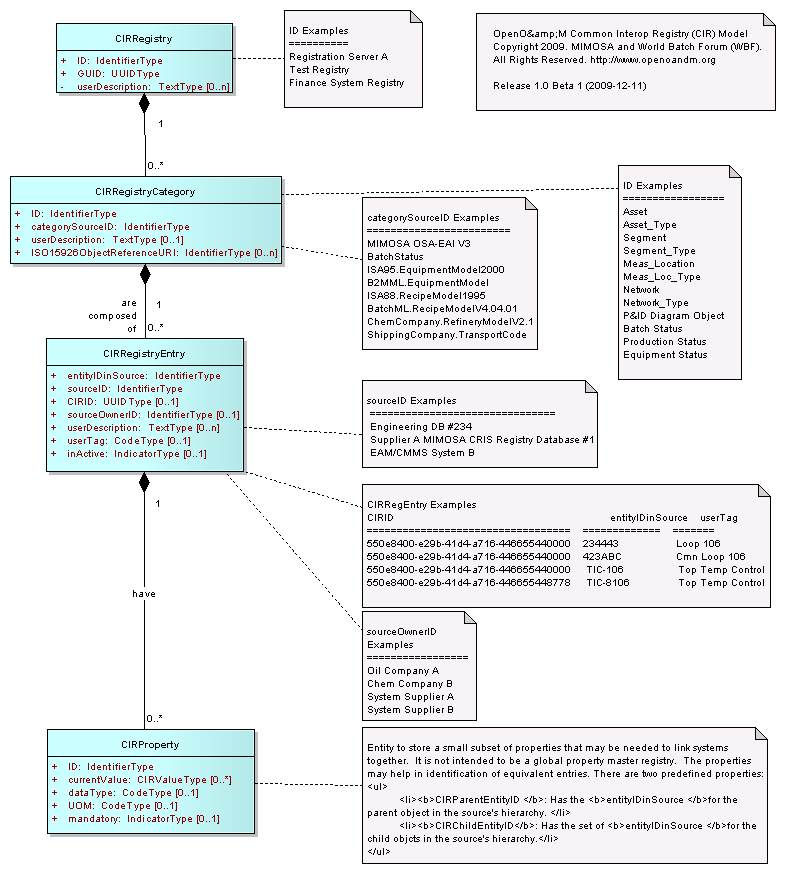 CIRRegistry
+ ID: IdentifierType
+ GUID: UUIDType
- userDescription: TextType [0..n]
ID Examples
==========
Registration Server A
Test Registry
Finance System Registry
OpenO&amp;M Common Interop Registry (CIR) Model
Copyright 2009. MIMOSA and World Batch Forum (WBF).
All Rights Reserved. http://www.openoandm.org
Release 1.0 Beta 1 (2009-12-11)
1
0..*
CIRRegistryCategory
+ ID: IdentifierType
+ categorySourceID: IdentifierType
+ userDescription: TextType [0..1]
+ ISO15926ObjectReferenceURI: IdentifierType [0..n]
categorySourceID Examples
========================
MIMOSA OSA-EAI V3
BatchStatus
ISA95.EquipmentModel2000
B2MML.EquipmentModel
ISA88.RecipeModel1995
BatchML.RecipeModelV4.04.01
ChemCompany.RefineryModelV2.1
ShippingCompany.TransportCode
ID Examples
=================
Asset
Asset_Type
Segment
Segment_Type
Meas_Location
Meas_Loc_Type
Network
Network_Type
P&ID Diagram Object
Batch Status
Production Status
Equipment Status
are
composed
of
1
0..*
CIRRegistryEntry
+ entityIDinSource: IdentifierType
+ sourceID: IdentifierType
+ CIRID: UUIDType [0..1]
+ sourceOwnerID: IdentifierType [0..1]
+ userDescription: TextType [0..n]
+ userTag: CodeType [0..1]
+ inActive: IndicatorType [0..1]
sourceID Examples
===============================
Engineering DB #234
Supplier A MIMOSA CRIS Registry Database #1
EAM/CMMS System B
CIRRegEntry Examples
CIRID entityIDinSource userTag
================================== ============= =======
550e8400-e29b-41d4-a716-446655440000 234443 Loop 106
550e8400-e29b-41d4-a716-446655440000 423ABC Cmn Loop 106
550e8400-e29b-41d4-a716-446655440000 TIC-106 Top Temp Control
550e8400-e29b-41d4-a716-446655448778 TIC-8106 Top Temp Control
1
have
0..*
sourceOwnerID
Examples
=================
Oil Company A
Chem Company B
System Supplier A
System Supplier B
CIRProperty
+ ID: IdentifierType
+ currentValue: CIRValueType [0..*]
+ dataType: CodeType [0..1]
+ UOM: CodeType [0..1]
+ mandatory: IndicatorType [0..1]
Entity to store a small subset of properties that may be needed to link systems
together. It is not intended to be a global property master registry. The properties
may help in identification of equivalent entries. There are two predefined properties:
<ul>
<li><b>CIRParentEntityID </b>: Has the <b>entityIDinSource </b>for the
parent object in the source's hierarchy. </li>
<li><b>CIRChildEntityID</b>: Has the set of <b>entityIDinSource </b>for the
child objcts in the source's hierarchy.</li>
</ul>